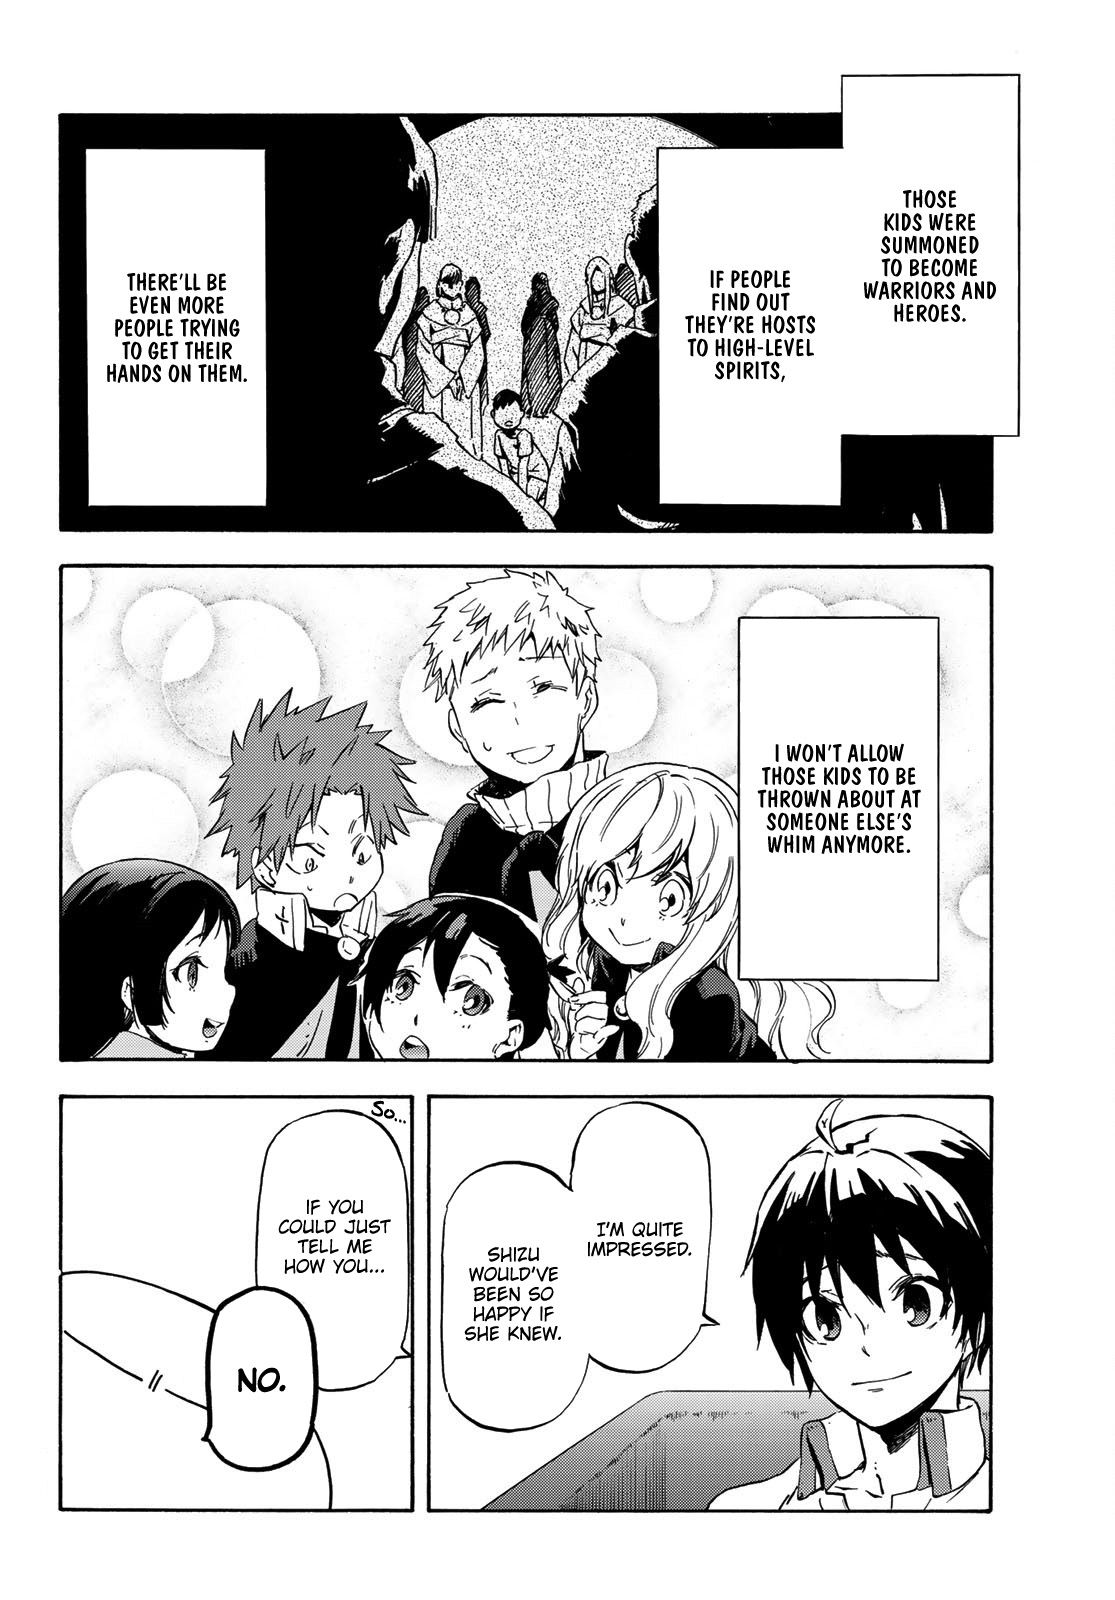 THOSE
KIDS WERE
SUMMONED
TO BECOME
WARRIORS AND
HEROES.
IF PEOPLE
FIND OUT
THEY'RE HOSTS
TO HIGH-LEVEL
SPIRITS,
THERE'LL BE
EVEN MORE
PEOPLE TRYING
TO GET THEIR
HANDS ON THEM.
I WON'T ALLOW
THOSE KIDS TO BE
THROWN ABOUT AT
SOMEONE ELSE'S
WHIM ANYMORE.
I'M QUITE
IMPRESSED.
SHIZU
WOULD'VE
BEEN SO
HAPPY IF
SHE KNEW.
So...
IF YOU
COULD JUST
TELL ME
HOW YOU...
NO.